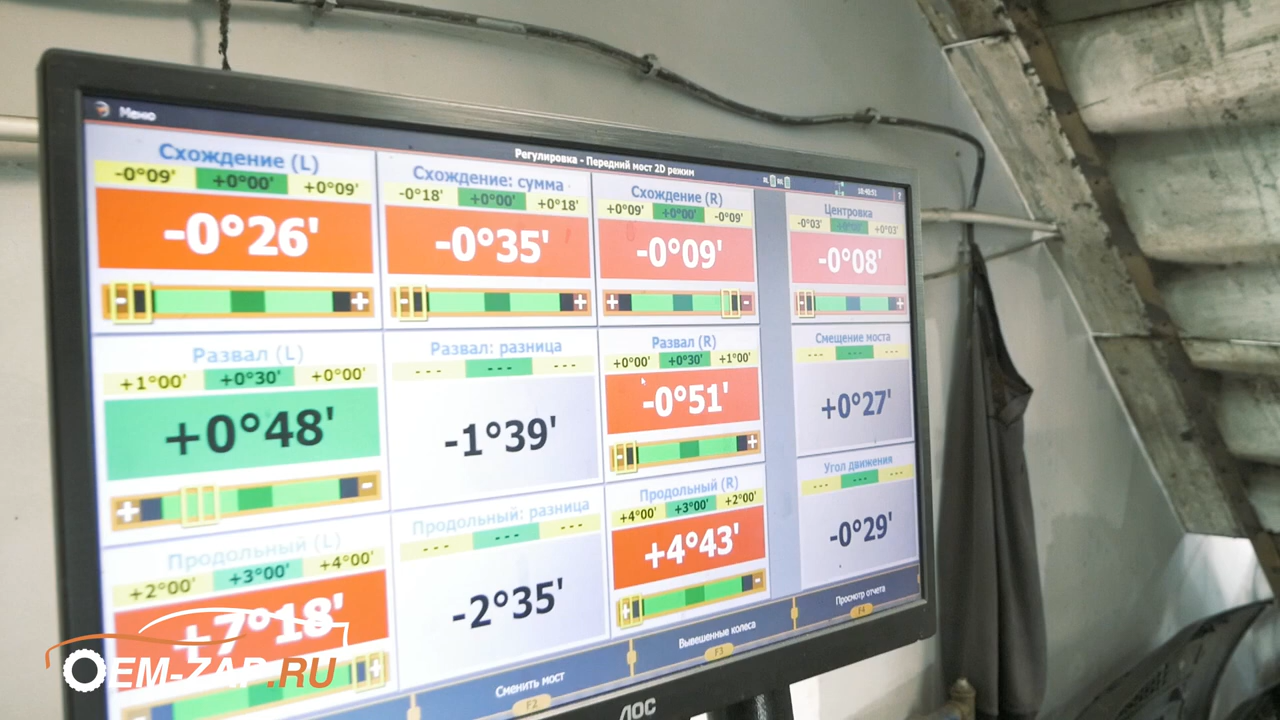 Меню
Регулировка - Передний мост 2D режим
10:40:51 ?
Схождение (L)
-0°09' +0°00' +0°09'
-0°26'
- +
Схождение: сумма
-0°18' +0°00' +0°18'
-0°35'
- +
Схождение (R)
+0°09' +0°00' -0°09'
-0°09'
+ -
Центровка
-0°03' +0°00' +0°03'
-0°08'
- +
Развал (L)
+1°00' +0°30' +0°00'
+0°48'
+ -
Развал: разница
--- --- ---
-1°39'
Развал (R)
+0°00' +0°30' +1°00'
-0°51'
- +
Смещение моста
--- --- ---
+0°27'
Продольный (L)
+2°00' +3°00' +4°00'
+7°18'
- +
Продольный: разница
--- --- ---
-2°35'
Продольный (R)
+4°00' +3°00' +2°00'
+4°43'
+ -
Угол движения
--- --- ---
-0°29'
Сменить мост
F2
Вывешенные колеса
F3
Просмотр отчета
F4
AOC
OEM-ZAP.RU